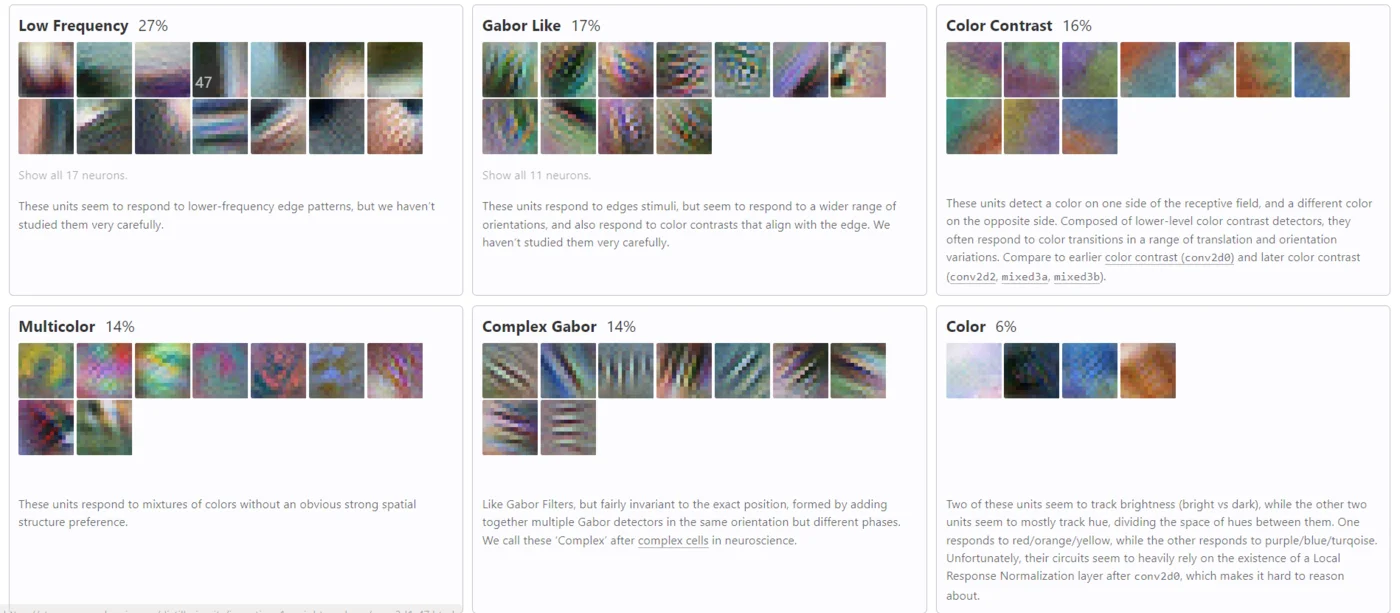 Low Frequency 27%
47
Show all 17 neurons.
These units seem to respond to lower-frequency edge patterns, but we haven't
studied them very carefully.
Gabor Like 17%
Show all 11 neurons.
These units respond to edges stimuli, but seem to respond to a wider range of
orientations, and also respond to color contrasts that align with the edge. We
haven't studied them very carefully.
Color Contrast 16%
These units detect a color on one side of the receptive field, and a different color
on the opposite side. Composed of lower-level color contrast detectors, they
often respond to color transitions in a range of translation and orientation
variations. Compare to earlier color contrast (conv2d0) and later color contrast
(conv2d2, mixed3a, mixed3b).
Multicolor 14%
These units respond to mixtures of colors without an obvious strong spatial
structure preference.
Complex Gabor 14%
Like Gabor Filters, but fairly invariant to the exact position, formed by adding
together multiple Gabor detectors in the same orientation but different phases.
We call these 'Complex' after complex cells in neuroscience.
Color 6%
Two of these units seem to track brightness (bright vs dark), while the other two
units seem to mostly track hue, dividing the space of hues between them. One
responds to red/orange/yellow, while the other responds to purple/blue/turqoise.
Unfortunately, their circuits seem to heavily rely on the existence of a Local
Response Normalization layer after conv2d0, which makes it hard to reason
about.